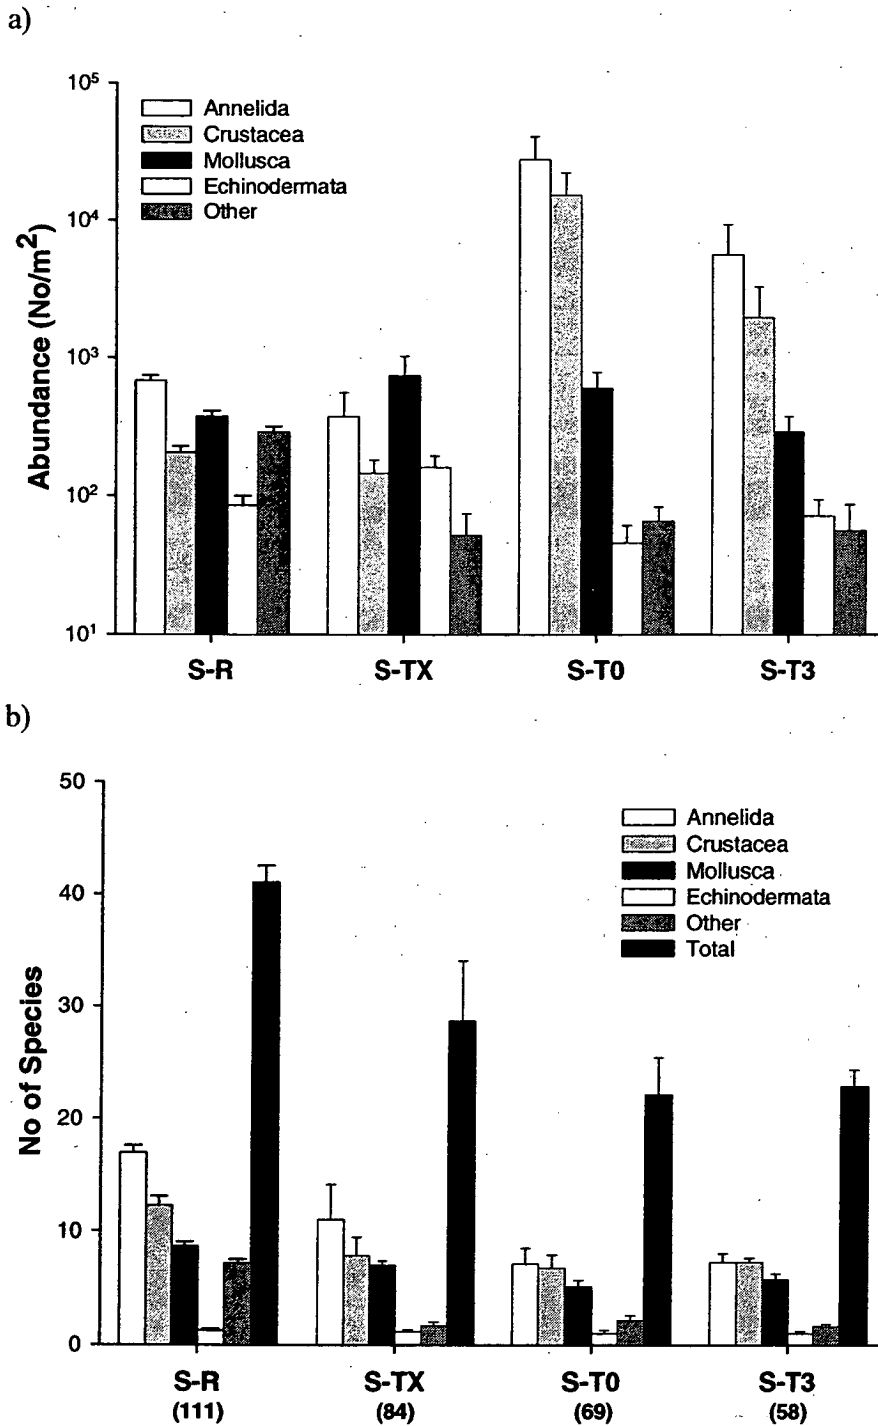 a)
10⁵
10⁴
10³
10²
10¹
Abundance (No/m²)
Annelida
Crustacea
Mollusca
Echinodermata
Other
S-R
S-TX
S-T0
S-T3
b)
50
40
30
20
10
0
No of Species
Annelida
Crustacea
Mollusca
Echinodermata
Other
Total
S-R
S-TX
S-T0
S-T3
(111)
(84)
(69)
(58)